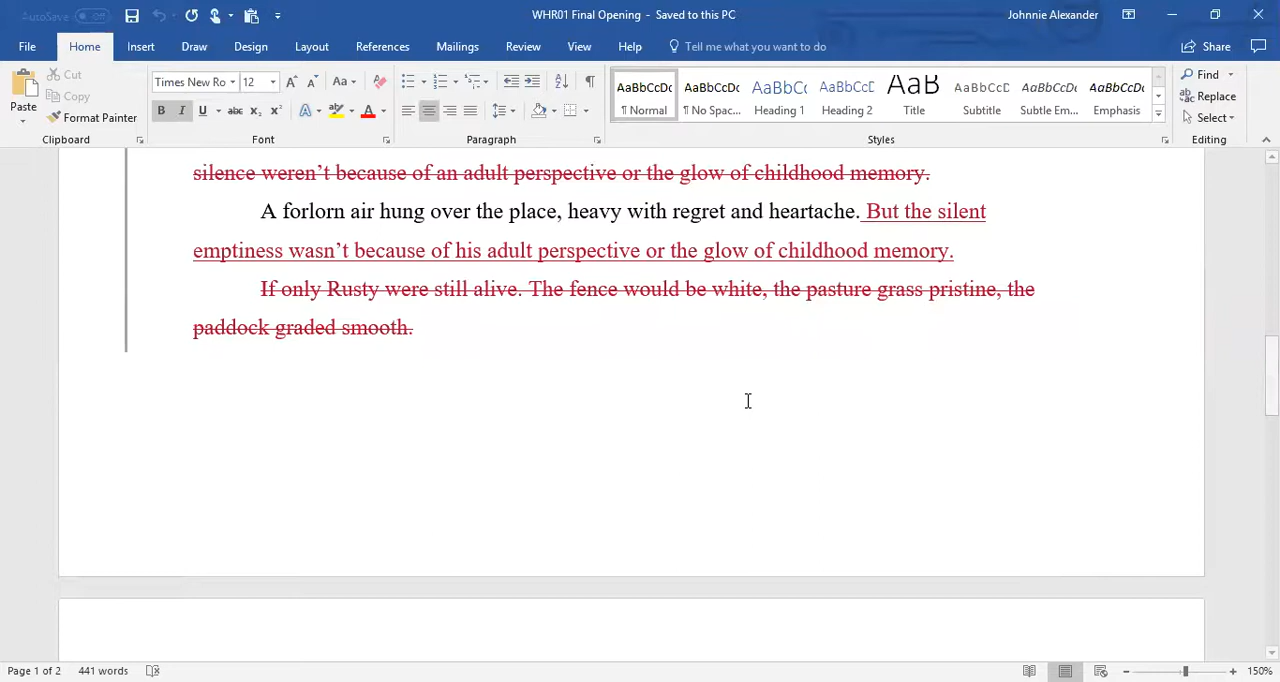 AutoSave Off
WHR01 Final Opening - Saved to this PC
Johnnie Alexander
File Home Insert Draw Design Layout References Mailings Review View Help Tell me what you want to do Share
Paste
Cut
Copy
Format Painter
Clipboard
Times New Ro 12
Font
Paragraph
AaBbCcDc ¶ Normal
AaBbCcDc ¶ No Spac...
AaBbCc Heading 1
AaBbCcD Heading 2
AaB Title
AaBbCcD Subtitle
AaBbCcDc Subtle Em...
AaBbCcDc Emphasis
Styles
Find
Replace
Select
Editing
silence weren’t because of an adult perspective or the glow of childhood memory.
A forlorn air hung over the place, heavy with regret and heartache. But the silent
emptiness wasn’t because of his adult perspective or the glow of childhood memory.
If only Rusty were still alive. The fence would be white, the pasture grass pristine, the
paddock graded smooth.
Page 1 of 2 441 words
150%